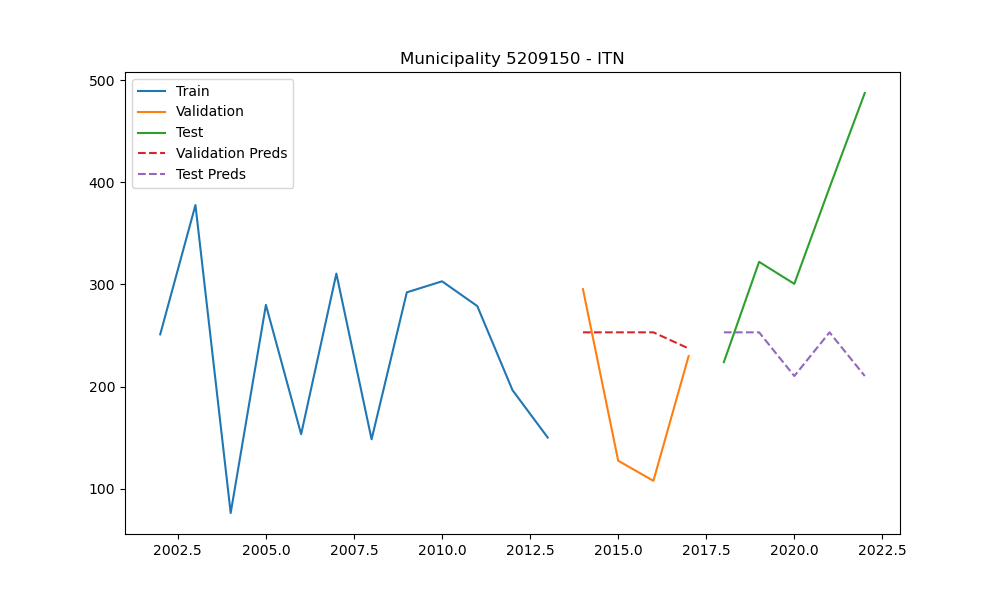 Municipality 5209150 - ITN
Train
Validation
Test
Validation Preds
Test Preds
500
400
300
200
100
2002.5 2005.0 2007.5 2010.0 2012.5 2015.0 2017.5 2020.0 2022.5